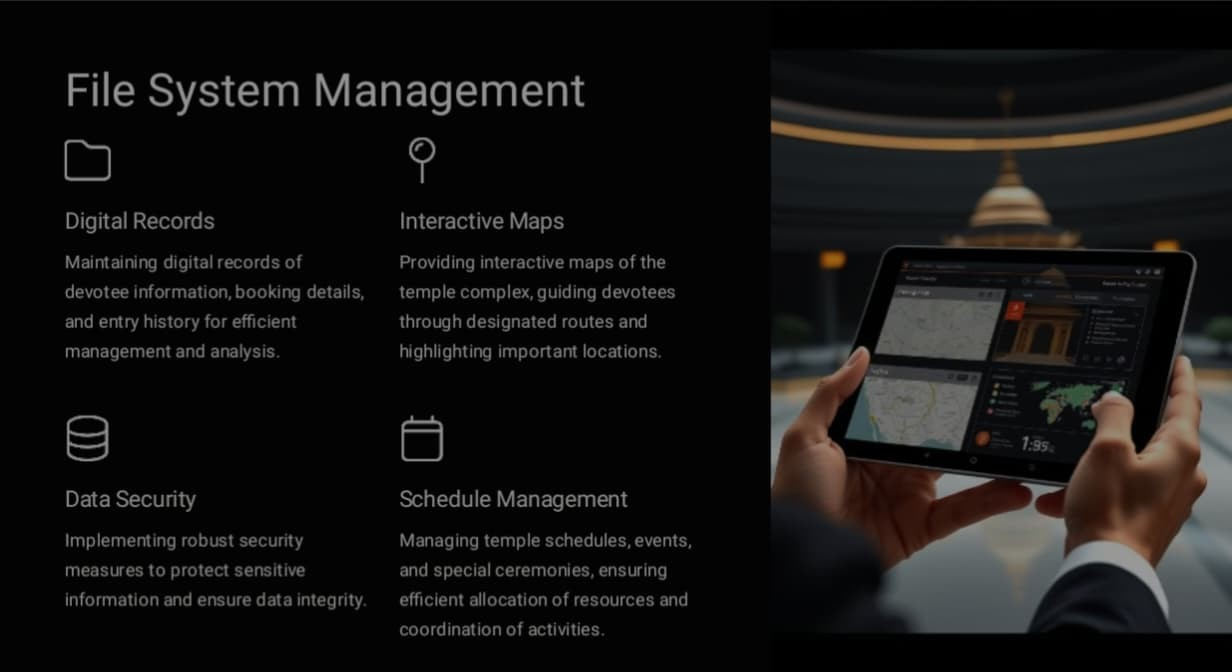 File System Management
Digital Records
Maintaining digital records of
devotee information, booking details,
and entry history for efficient
management and analysis.
Interactive Maps
Providing interactive maps of the
temple complex, guiding devotees
through designated routes and
highlighting important locations.
Data Security
Implementing robust security
measures to protect sensitive
information and ensure data integrity.
Schedule Management
Managing temple schedules, events,
and special ceremonies, ensuring
efficient allocation of resources and
coordination of activities.
1:95